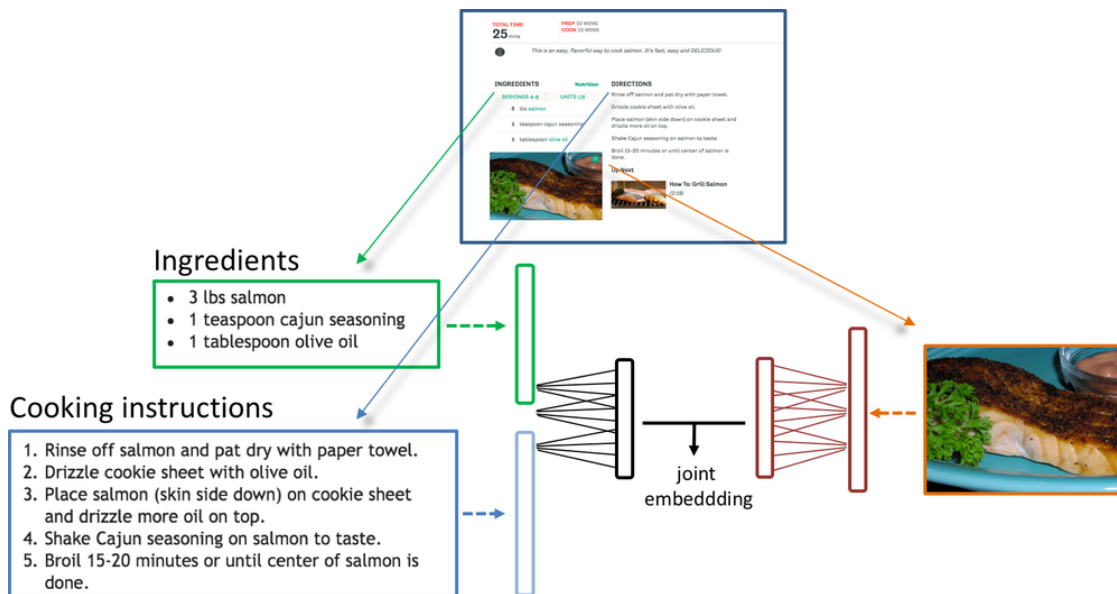 TOTAL TIME
25 mins
PREP 10 MINS
COOK 15 MINS
This is an easy, flavorful way to cook salmon. It's fast, easy and DELICIOUS!
INGREDIENTS
Nutrition
SERVINGS 4-6
UNITS US
3 lbs salmon
1 teaspoon cajun seasoning
1 tablespoon olive oil
DIRECTIONS
Rinse off salmon and pat dry with paper towel.
Drizzle cookie sheet with olive oil.
Place salmon (skin side down) on cookie sheet and
drizzle more oil on top.
Shake Cajun seasoning on salmon to taste.
Broil 15-20 minutes or until center of salmon is
done.
Up Next
How To: Grill Salmon
(2:19)
Ingredients
• 3 lbs salmon
• 1 teaspoon cajun seasoning
• 1 tablespoon olive oil
Cooking instructions
1. Rinse off salmon and pat dry with paper towel.
2. Drizzle cookie sheet with olive oil.
3. Place salmon (skin side down) on cookie sheet
and drizzle more oil on top.
4. Shake Cajun seasoning on salmon to taste.
5. Broil 15-20 minutes or until center of salmon is
done.
joint
embeddding